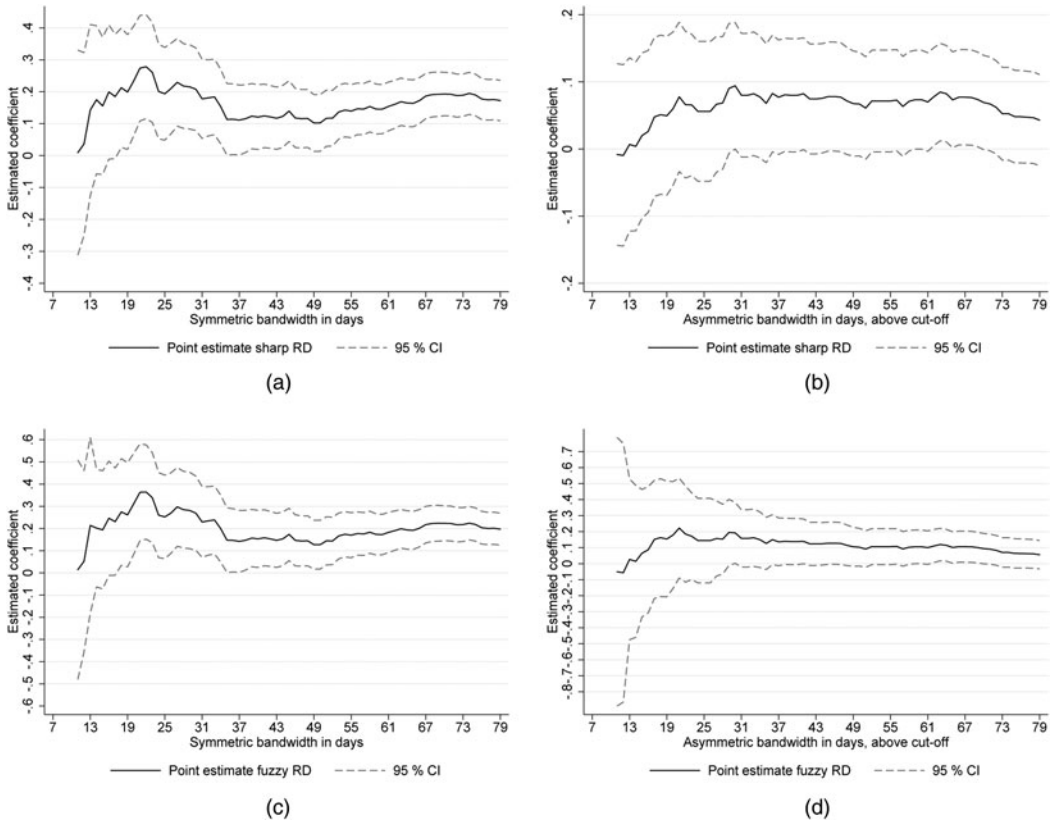 Estimated coefficient
-.4 -.3 -.2 -.1 0 .1 .2 .3 .4
7 13 19 25 31 37 43 49 55 61 67 73 79
Symmetric bandwidth in days
Point estimate sharp RD 95 % CI
(a)
Estimated coefficient
-.2 -.1 0 .1 .2
7 13 19 25 31 37 43 49 55 61 67 73 79
Asymmetric bandwidth in days, above cut-off
Point estimate sharp RD 95 % CI
(b)
Estimated coefficient
-.6 -.5 -.4 -.3 -.2 -.1 0 .1 .2 .3 .4 .5 .6
7 13 19 25 31 37 43 49 55 61 67 73 79
Symmetric bandwidth in days
Point estimate fuzzy RD 95 % CI
(c)
Estimated coefficient
-.8 -.7 -.6 -.5 -.4 -.3 -.2 -.1 0 .1 .2 .3 .4 .5 .6 .7
7 13 19 25 31 37 43 49 55 61 67 73 79
Asymmetric bandwidth in days, above cut-off
Point estimate fuzzy RD 95 % CI
(d)